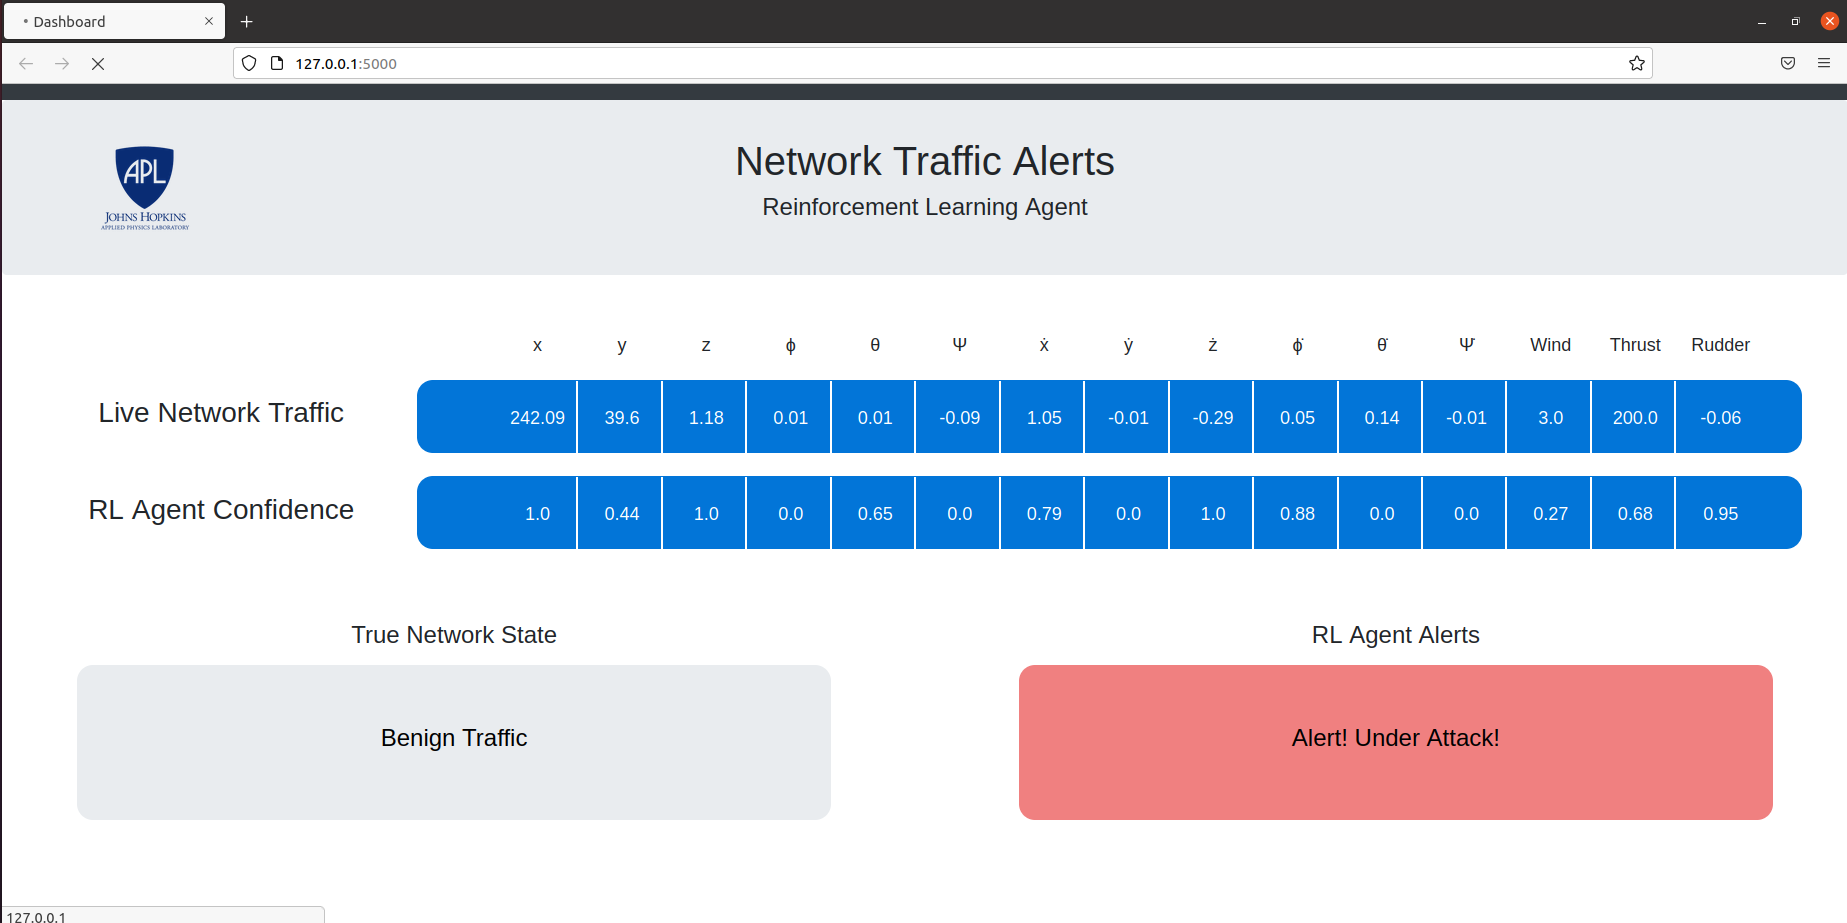 Dashboard
127.0.0.1:5000
APL
JOHNS HOPKINS
APPLIED PHYSICS LABORATORY
Network Traffic Alerts
Reinforcement Learning Agent
x y z ϕ θ Ψ ẋ ẏ ż ϕ̇ θ̇ Ψ̇ Wind Thrust Rudder
Live Network Traffic 242.09 39.6 1.18 0.01 0.01 -0.09 1.05 -0.01 -0.29 0.05 0.14 -0.01 3.0 200.0 -0.06
RL Agent Confidence 1.0 0.44 1.0 0.0 0.65 0.0 0.79 0.0 1.0 0.88 0.0 0.0 0.27 0.68 0.95
True Network State RL Agent Alerts
Benign Traffic Alert! Under Attack!
127.0.0.1